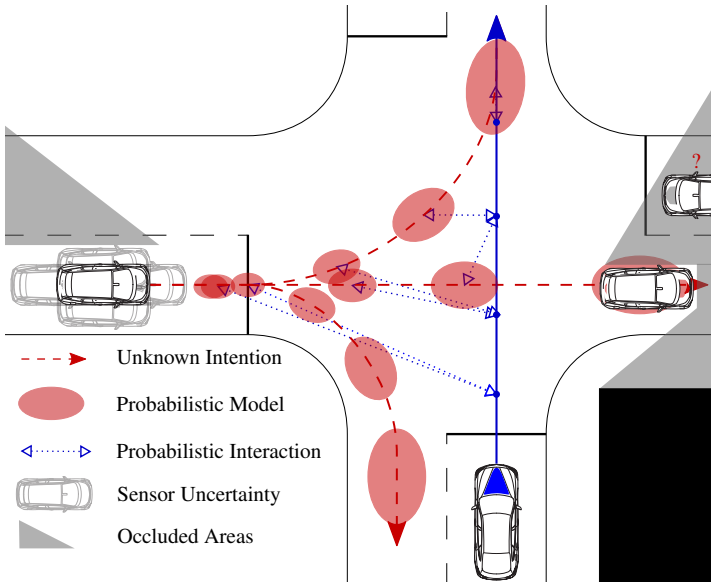 ?
Unknown Intention
Probabilistic Model
Probabilistic Interaction
Sensor Uncertainty
Occluded Areas